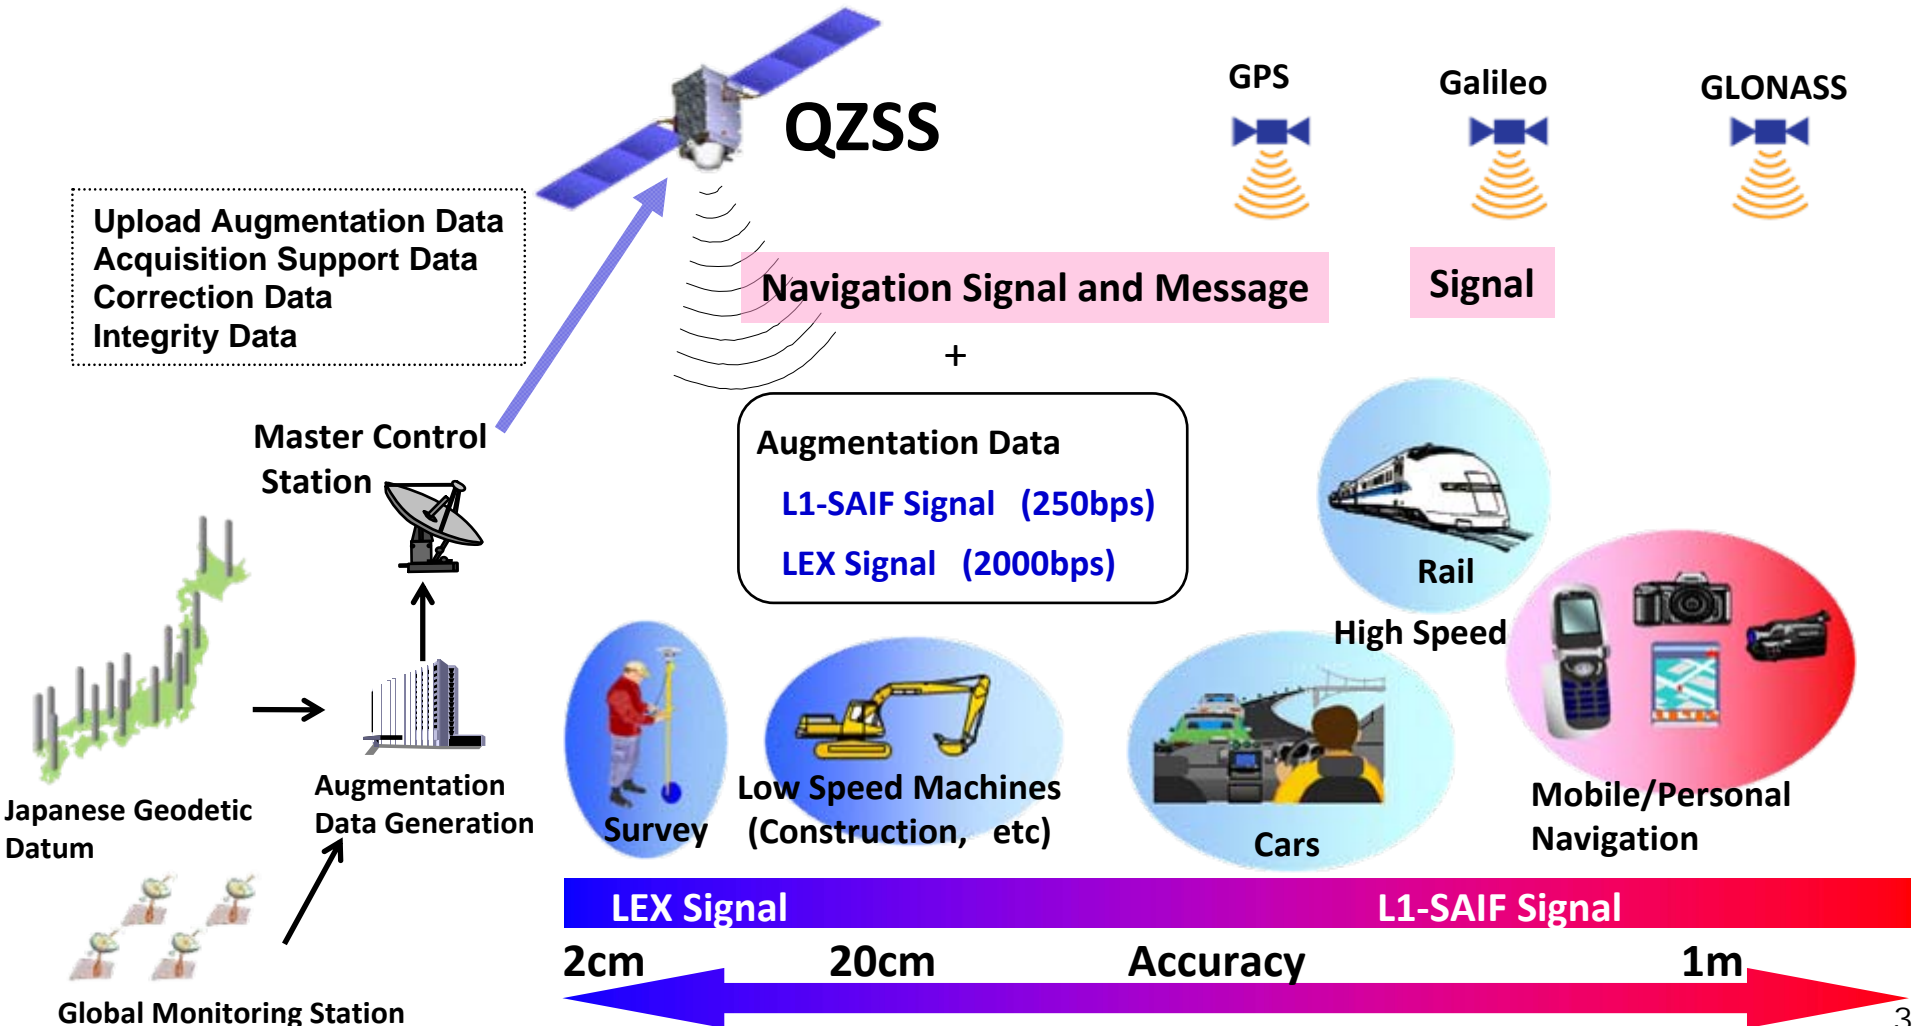 QZSS
GPS
Galileo
GLONASS
Upload Augmentation Data
Acquisition Support Data
Correction Data
Integrity Data
Navigation Signal and Message
Signal
+
Master Control
Station
Augmentation Data
L1-SAIF Signal (250bps)
LEX Signal (2000bps)
Rail
High Speed
Japanese Geodetic
Datum
Augmentation
Data Generation
Global Monitoring Station
Survey
Low Speed Machines
(Construction, etc)
Cars
Mobile/Personal
Navigation
LEX Signal
L1-SAIF Signal
2cm
20cm
Accuracy
1m
3